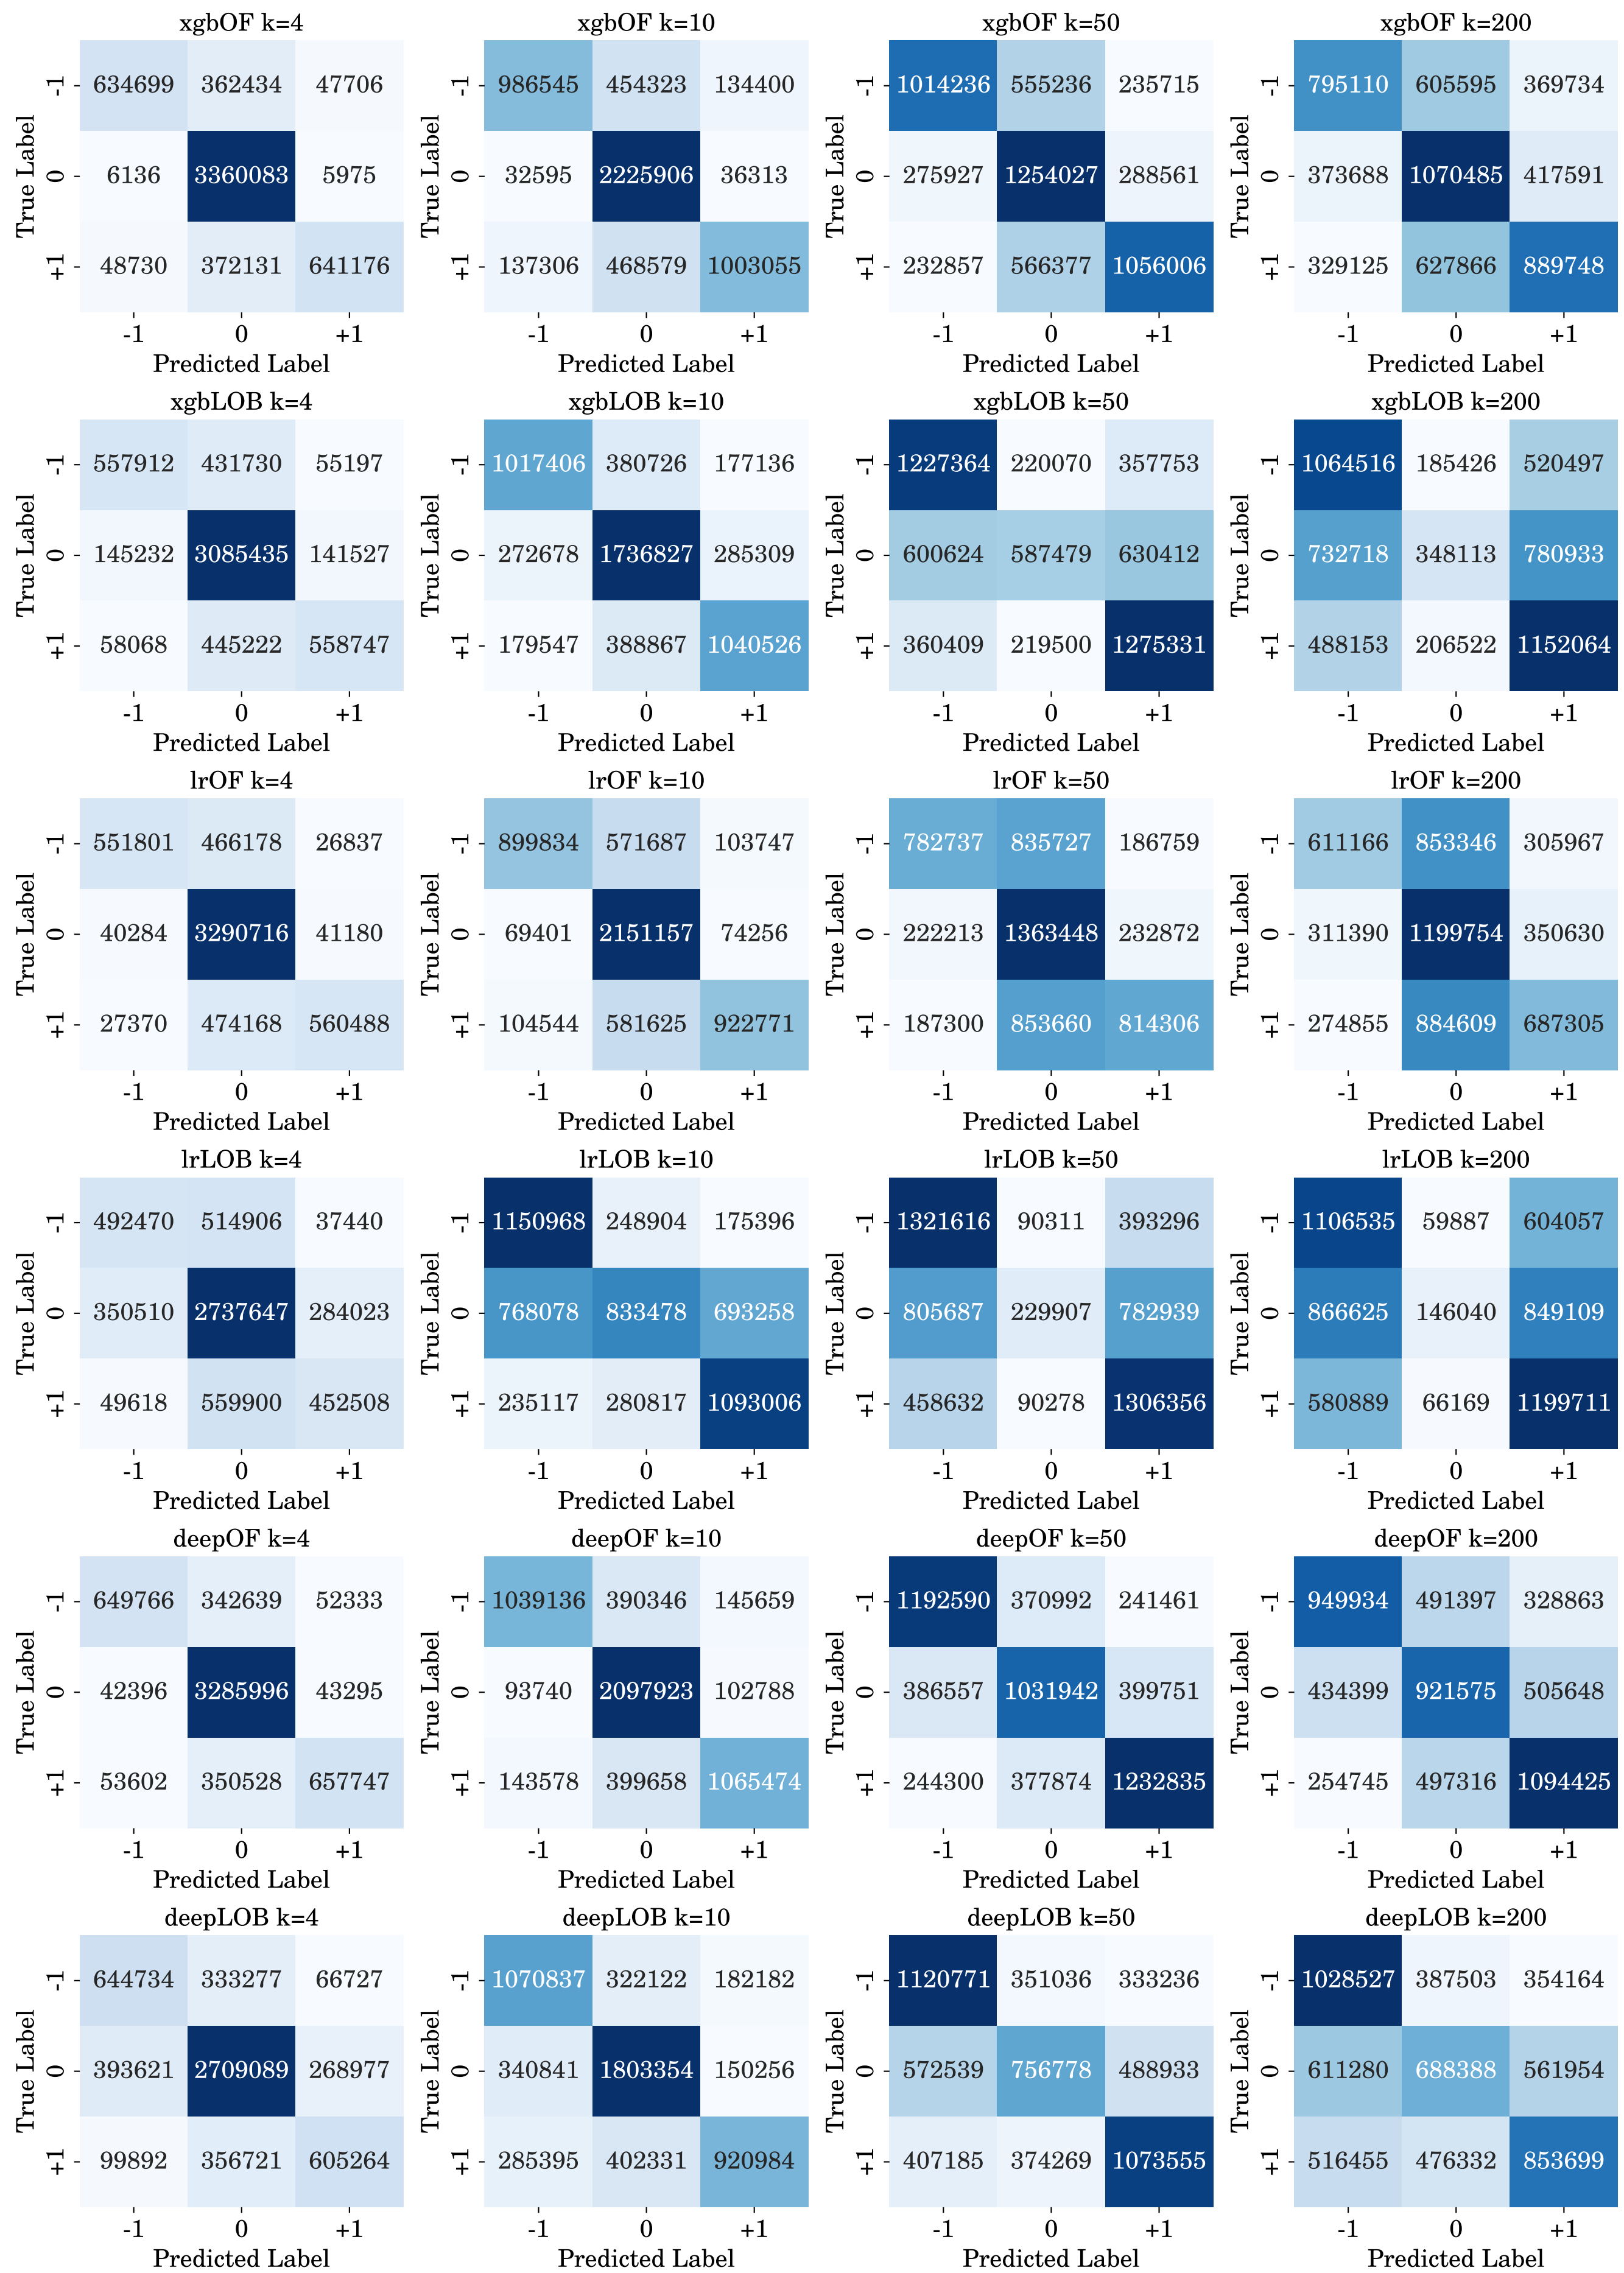 xgbOF k=4 xgbOF k=10 xgbOF k=50 xgbOF k=200
True Label True Label True Label True Label
-1 634699 362434 47706 -1 986545 454323 134400 -1 1014236 555236 235715 -1 795110 605595 369734
0 6136 3360083 5975 0 32595 2225906 36313 0 275927 1254027 288561 0 373688 1070485 417591
+1 48730 372131 641176 +1 137306 468579 1003055 +1 232857 566377 1056006 +1 329125 627866 889748
-1 0 +1 -1 0 +1 -1 0 +1 -1 0 +1
Predicted Label Predicted Label Predicted Label Predicted Label
xgbLOB k=4 xgbLOB k=10 xgbLOB k=50 xgbLOB k=200
True Label True Label True Label True Label
-1 557912 431730 55197 -1 1017406 380726 177136 -1 1227364 220070 357753 -1 1064516 185426 520497
0 145232 3085435 141527 0 272678 1736827 285309 0 600624 587479 630412 0 732718 348113 780933
+1 58068 445222 558747 +1 179547 388867 1040526 +1 360409 219500 1275331 +1 488153 206522 1152064
-1 0 +1 -1 0 +1 -1 0 +1 -1 0 +1
Predicted Label Predicted Label Predicted Label Predicted Label
lrOF k=4 lrOF k=10 lrOF k=50 lrOF k=200
True Label True Label True Label True Label
-1 551801 466178 26837 -1 899834 571687 103747 -1 782737 835727 186759 -1 611166 853346 305967
0 40284 3290716 41180 0 69401 2151157 74256 0 222213 1363448 232872 0 311390 1199754 350630
+1 27370 474168 560488 +1 104544 581625 922771 +1 187300 853660 814306 +1 274855 884609 687305
-1 0 +1 -1 0 +1 -1 0 +1 -1 0 +1
Predicted Label Predicted Label Predicted Label Predicted Label
lrLOB k=4 lrLOB k=10 lrLOB k=50 lrLOB k=200
True Label True Label True Label True Label
-1 492470 514906 37440 -1 1150968 248904 175396 -1 1321616 90311 393296 -1 1106535 59887 604057
0 350510 2737647 284023 0 768078 833478 693258 0 805687 229907 782939 0 866625 146040 849109
+1 49618 559900 452508 +1 235117 280817 1093006 +1 458632 90278 1306356 +1 580889 66169 1199711
-1 0 +1 -1 0 +1 -1 0 +1 -1 0 +1
Predicted Label Predicted Label Predicted Label Predicted Label
deepOF k=4 deepOF k=10 deepOF k=50 deepOF k=200
True Label True Label True Label True Label
-1 649766 342639 52333 -1 1039136 390346 145659 -1 1192590 370992 241461 -1 949934 491397 328863
0 42396 3285996 43295 0 93740 2097923 102788 0 386557 1031942 399751 0 434399 921575 505648
+1 53602 350528 657747 +1 143578 399658 1065474 +1 244300 377874 1232835 +1 254745 497316 1094425
-1 0 +1 -1 0 +1 -1 0 +1 -1 0 +1
Predicted Label Predicted Label Predicted Label Predicted Label
deepLOB k=4 deepLOB k=10 deepLOB k=50 deepLOB k=200
True Label True Label True Label True Label
-1 644734 333277 66727 -1 1070837 322122 182182 -1 1120771 351036 333236 -1 1028527 387503 354164
0 393621 2709089 268977 0 340841 1803354 150256 0 572539 756778 488933 0 611280 688388 561954
+1 99892 356721 605264 +1 285395 402331 920984 +1 407185 374269 1073555 +1 516455 476332 853699
-1 0 +1 -1 0 +1 -1 0 +1 -1 0 +1
Predicted Label Predicted Label Predicted Label Predicted Label